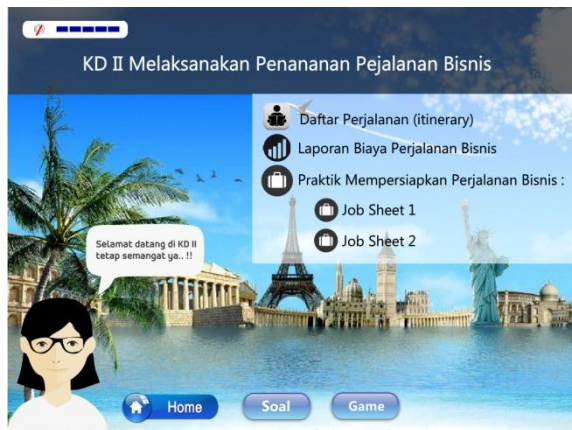 KD II Melaksanakan Penananan Pejalanan Bisnis
Daftar Perjalanan (itinerary)
Laporan Biaya Perjalanan Bisnis
Praktik Mempersiapkan Perjalanan Bisnis :
Job Sheet 1
Job Sheet 2
Selamat datang di KD II
tetap semangat ya.. !!
Home
Soal
Game